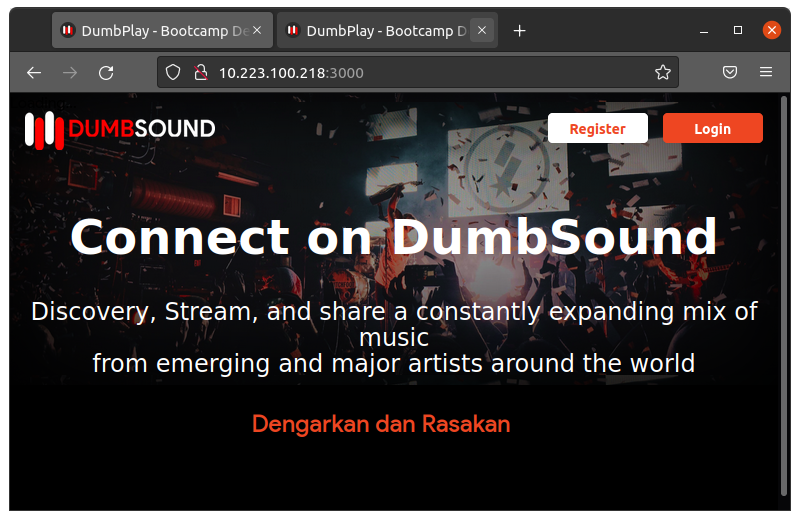 DumbPlay - Bootcamp De
DumbPlay - Bootcamp D
10.223.100.218:3000
DUMBSOUND
Register
Login
Connect on DumbSound
Discovery, Stream, and share a constantly expanding mix of
music
from emerging and major artists around the world
Dengarkan dan Rasakan